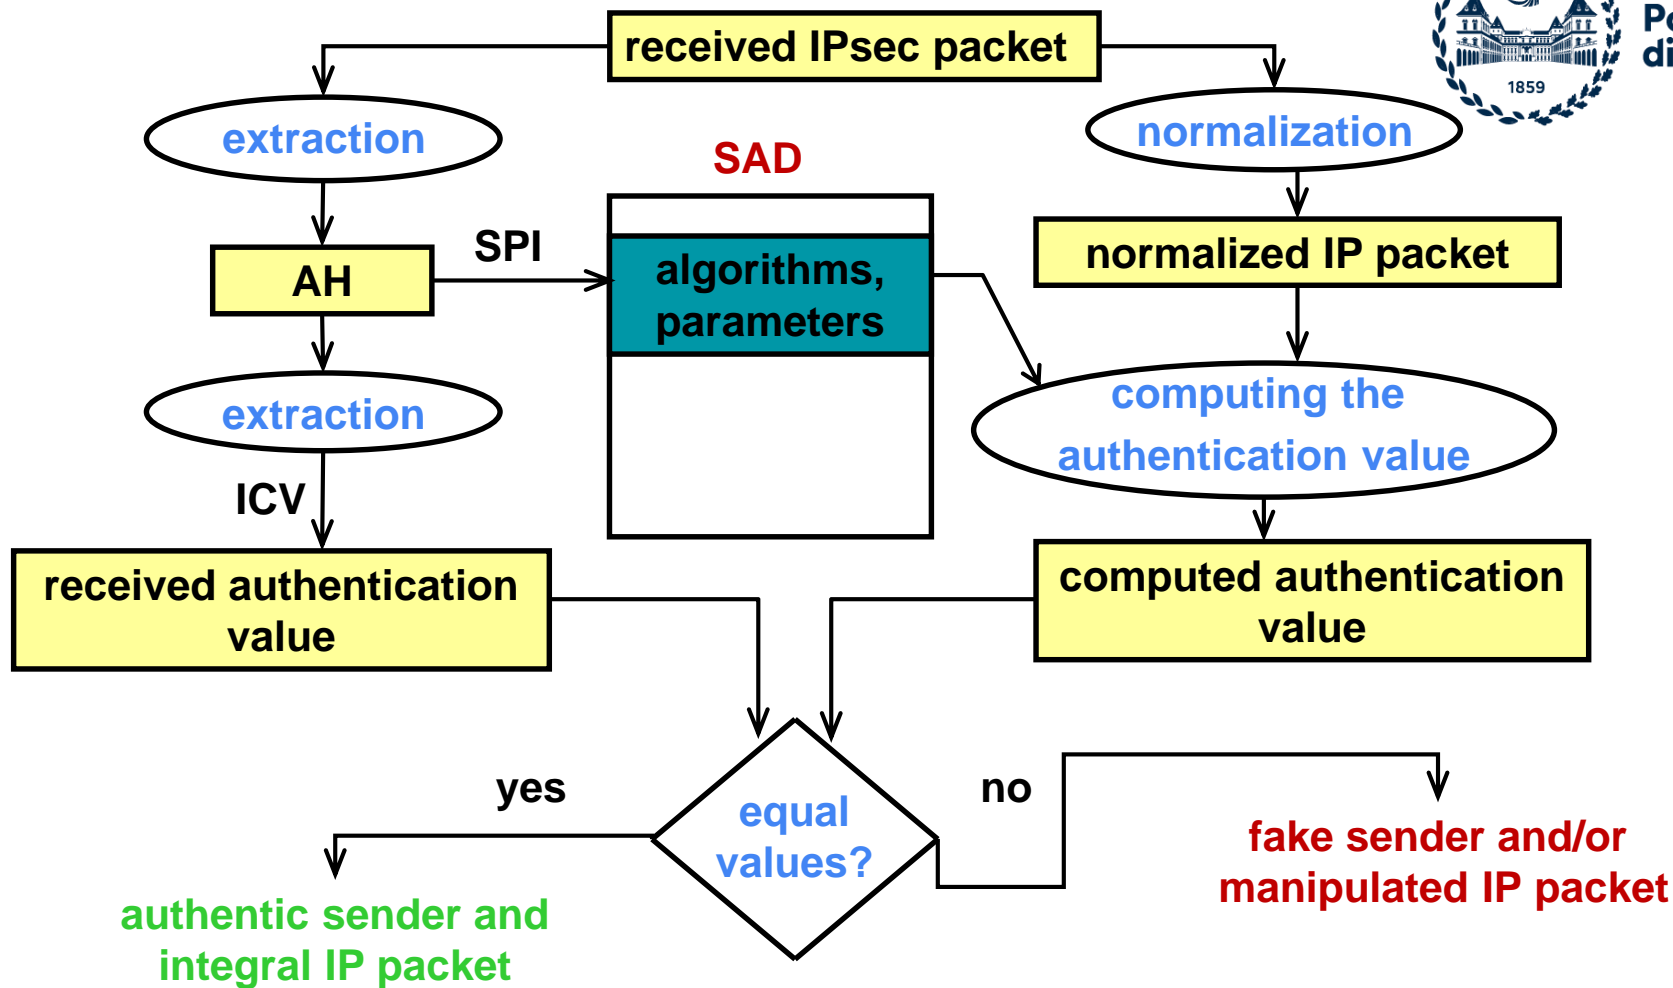 received IPsec packet
1859
extraction
SAD
normalization
AH
SPI
algorithms,
parameters
normalized IP packet
extraction
computing the
authentication value
ICV
received authentication
value
computed authentication
value
yes
equal
values?
no
fake sender and/or
manipulated IP packet
authentic sender and
integral IP packet